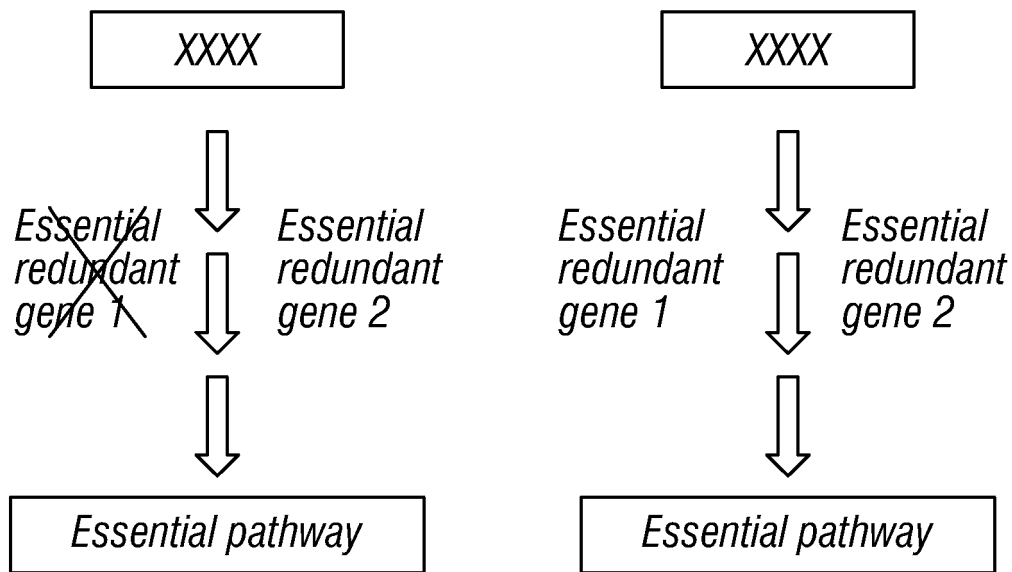 XXXX
Essential
redundant
gene 1
Essential
redundant
gene 2
Essential pathway
XXXX
Essential
redundant
gene 1
Essential
redundant
gene 2
Essential pathway